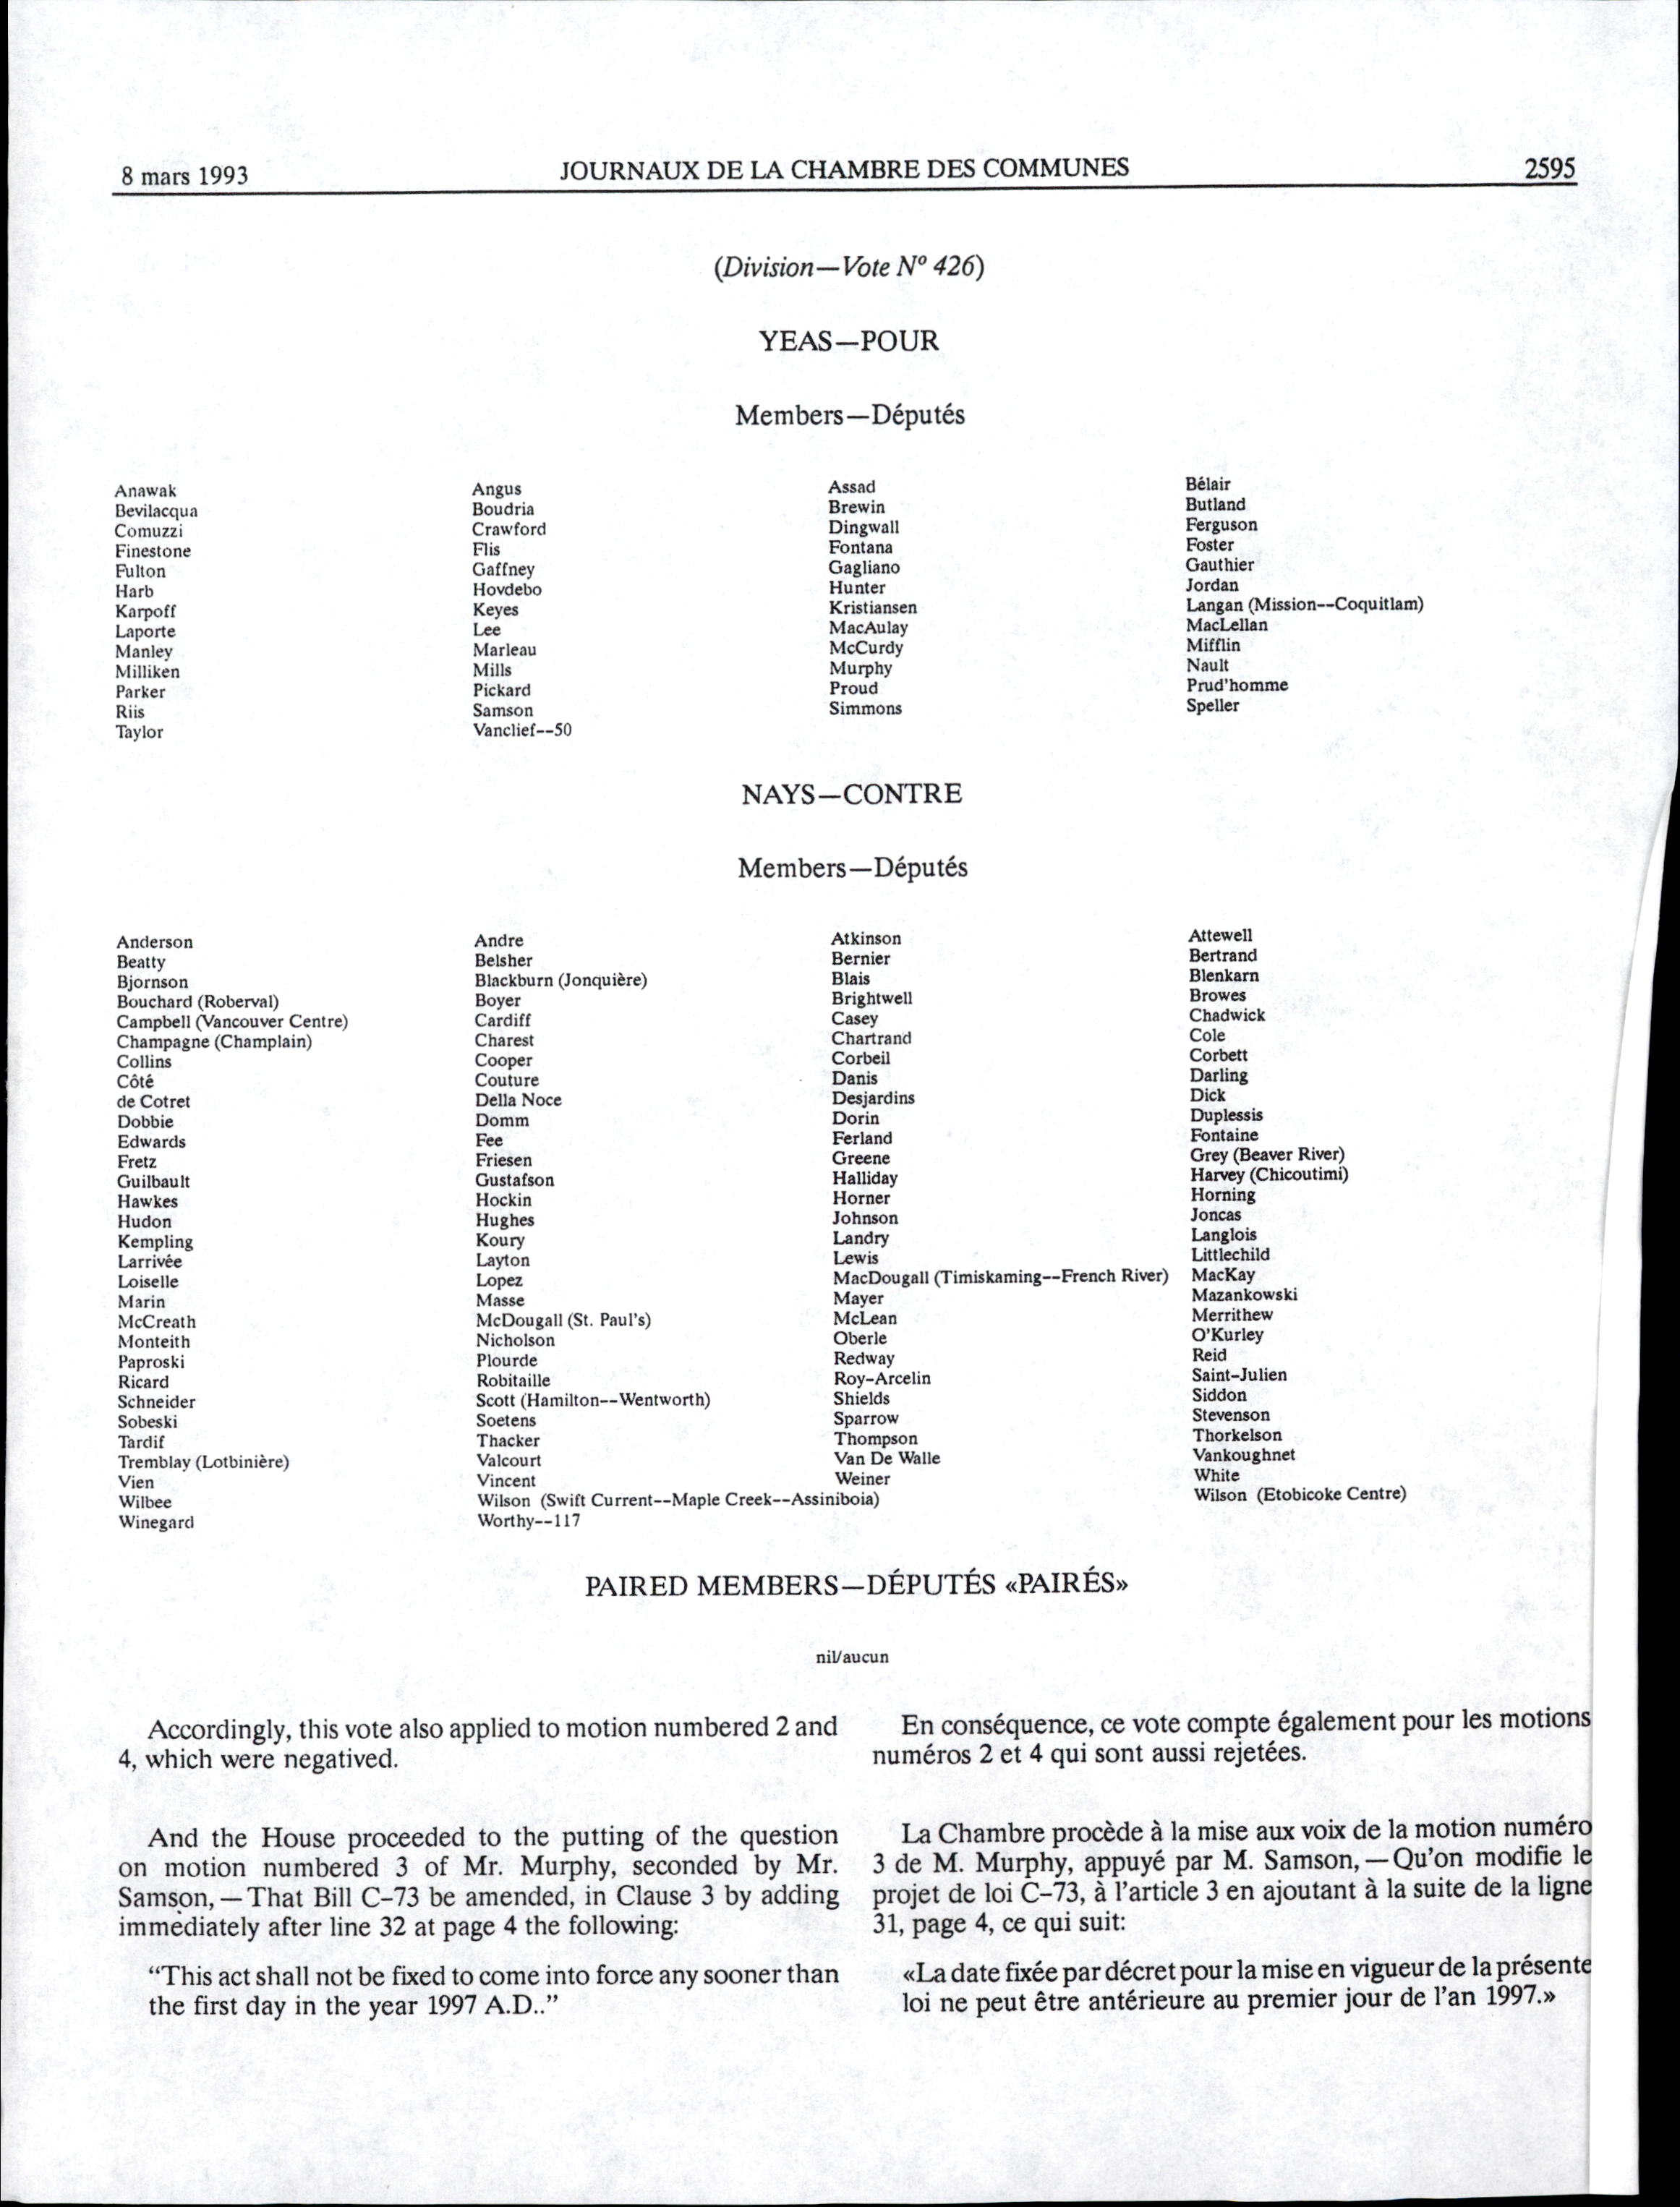 8 mars 1993 JOURNAUX DE LA CHAMBRE DES COMMUNES 2595
(Division—Vote Nº 426)
YEAS—POUR
Members—Députés
Anawak Angus Assad Bélair
Bevilacqua Boudria Brewin Butland
Comuzzi Crawford Dingwall Ferguson
Finestone Flis Fontana Foster
Fulton Gaffney Gagliano Gauthier
Harb Hovdebo Hunter Jordan
Karpoff Keyes Kristiansen Langan (Mission--Coquitlam)
Laporte Lee MacAulay MacLellan
Manley Marleau McCurdy Mifflin
Milliken Mills Murphy Nault
Parker Pickard Proud Prud'homme
Riis Samson Simmons Speller
Taylor Vanclief--50
NAYS—CONTRE
Members—Députés
Anderson Andre Atkinson Attewell
Beatty Belsher Bernier Bertrand
Bjornson Blackburn (Jonquière) Blais Blenkarn
Bouchard (Roberval) Boyer Brightwell Browes
Campbell (Vancouver Centre) Cardiff Casey Chadwick
Champagne (Champlain) Charest Chartrand Cole
Collins Cooper Corbeil Corbett
Côté Couture Danis Darling
de Cotret Della Noce Desjardins Dick
Dobbie Domm Dorin Duplessis
Edwards Fee Ferland Fontaine
Fretz Friesen Greene Grey (Beaver River)
Guilbault Gustafson Halliday Harvey (Chicoutimi)
Hawkes Hockin Horner Horning
Hudon Hughes Johnson Joncas
Kempling Koury Landry Langlois
Larrivée Layton Lewis Littlechild
Loiselle Lopez MacDougall (Timiskaming--French River) MacKay
Marin Masse Mayer Mazankowski
McCreath McDougall (St. Paul's) McLean Merrithew
Monteith Nicholson Oberle O'Kurley
Paproski Plourde Redway Reid
Ricard Robitaille Roy-Arcelin Saint-Julien
Schneider Scott (Hamilton--Wentworth) Shields Siddon
Sobeski Soetens Sparrow Stevenson
Tardif Thacker Thompson Thorkelson
Tremblay (Lotbinière) Valcourt Van De Walle Vankoughnet
Vien Vincent Weiner White
Wilbee Wilson (Swift Current--Maple Creek--Assiniboia) Wilson (Etobicoke Centre)
Winegard Worthy--117
PAIRED MEMBERS—DÉPUTÉS «PAIRÉS»
nil/aucun
Accordingly, this vote also applied to motion numbered 2 and
4, which were negatived.
And the House proceeded to the putting of the question
on motion numbered 3 of Mr. Murphy, seconded by Mr.
Samson,—That Bill C-73 be amended, in Clause 3 by adding
immediately after line 32 at page 4 the following:
“This act shall not be fixed to come into force any sooner than
the first day in the year 1997 A.D..”
En conséquence, ce vote compte également pour les motions
numéros 2 et 4 qui sont aussi rejetées.
La Chambre procède à la mise aux voix de la motion numéro
3 de M. Murphy, appuyé par M. Samson,—Qu'on modifie le
projet de loi C-73, à l'article 3 en ajoutant à la suite de la ligne
31, page 4, ce qui suit:
«La date fixée par décret pour la mise en vigueur de la présente
loi ne peut être antérieure au premier jour de l'an 1997.»